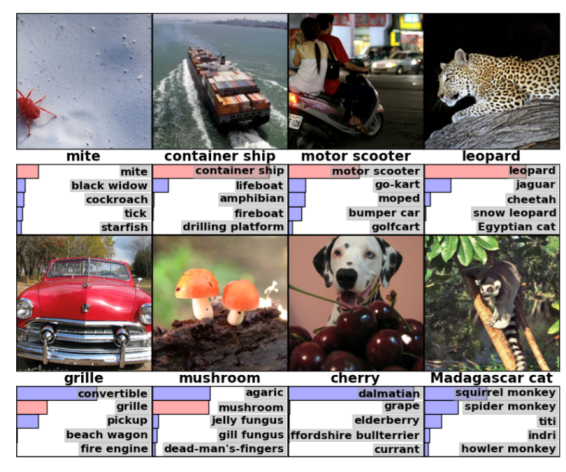 mite
container ship
motor scooter
leopard
mite
black widow
cockroach
tick
starfish
container ship
lifeboat
amphibian
fireboat
drilling platform
motor scooter
go-kart
moped
bumper car
golfcart
leopard
jaguar
cheetah
snow leopard
Egyptian cat
grille
mushroom
cherry
Madagascar cat
convertible
grille
pickup
beach wagon
fire engine
agaric
mushroom
jelly fungus
gill fungus
dead-man's-fingers
dalmatian
grape
elderberry
ffordshire bullterrier
currant
squirrel monkey
spider monkey
titi
indri
howler monkey